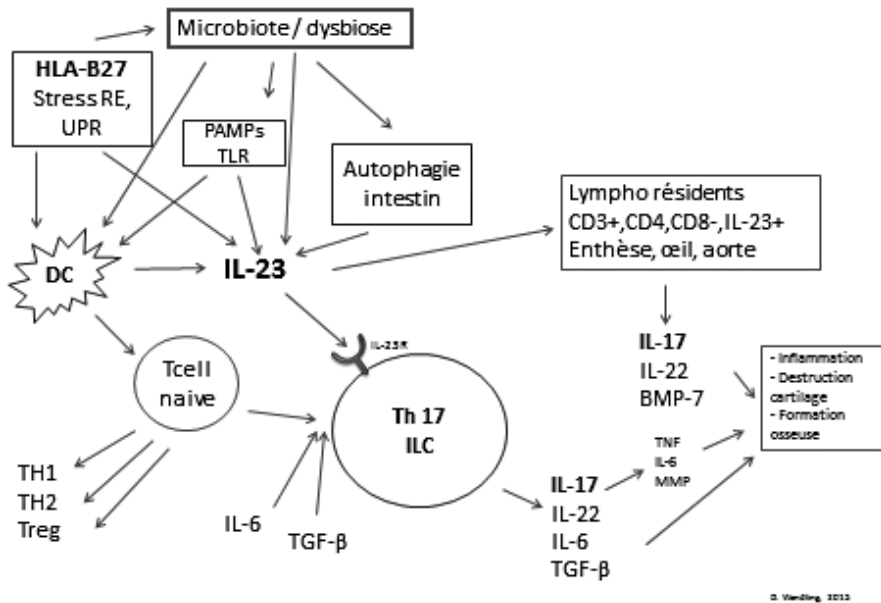 Microbiote / dysbiose
HLA-B27
Stress RE,
UPR
PAMPs
TLR
Autophagie
intestin
Lympho résidents
CD3+,CD4,CD8-,IL-23+
Enthèse, œil, aorte
DC
IL-23
IL-23R
IL-17
IL-22
BMP-7
- Inflammation
- Destruction
cartilage
- Formation
osseuse
Tcell
naive
Th 17
ILC
TNF
IL-6
MMP
TH1
TH2
Treg
IL-6
TGF-β
IL-17
IL-22
IL-6
TGF-β
D. Wendling, 2013